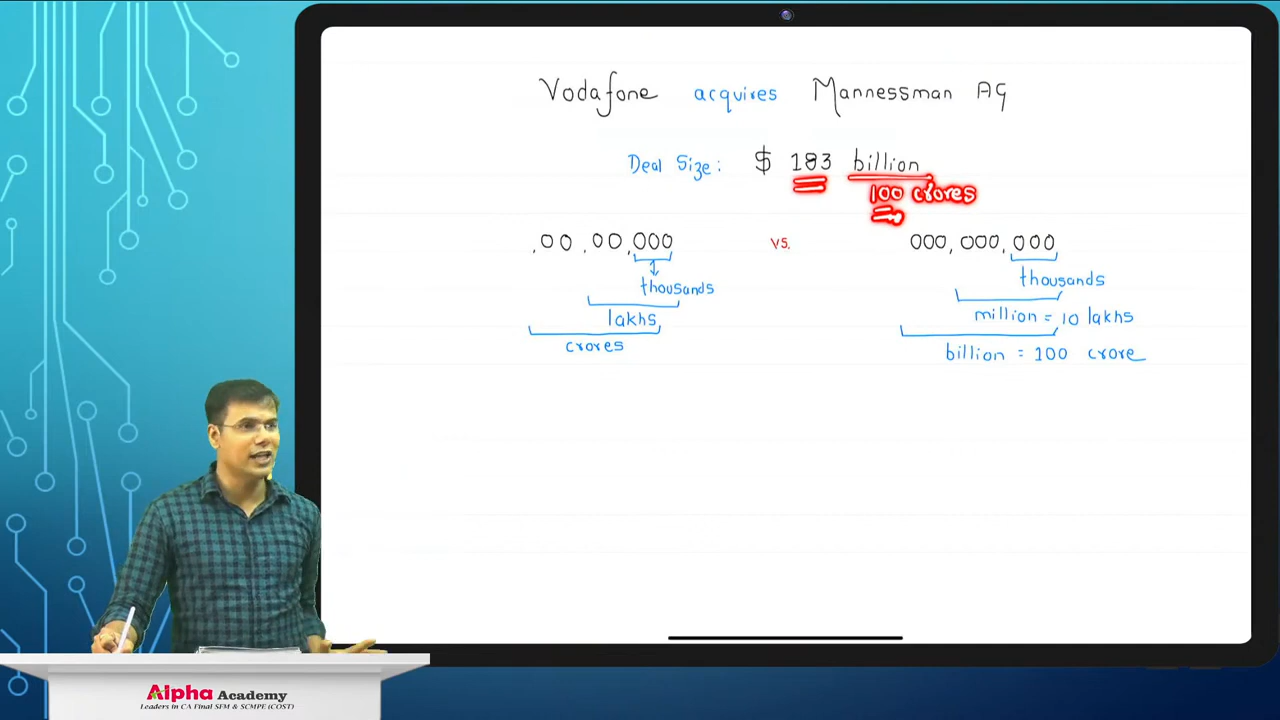 Vodafone acquires Mannessman AG
Deal Size: $ 183 billion
100 crores
,00,00,000 vs. 000,000,000
thousands thousands
lakhs million = 10 lakhs
crores billion = 100 crore
Alpha Academy
Leaders in CA Final SFM & SCMPE (COST)